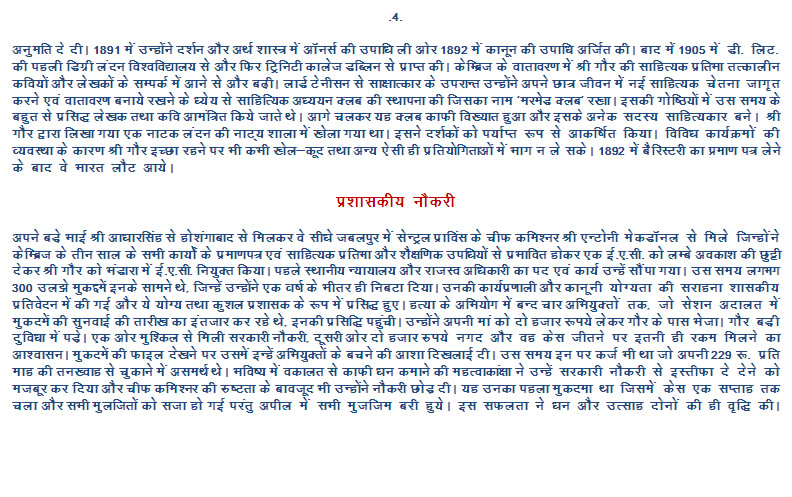 .4.
अनुमति दे दी। 1891 में उन्होंने दर्शन और अर्थ शास्त्र में ऑनर्स की उपाधि ली ओर 1892 में कानून की उपाधि अर्जित की। बाद में 1905 में डी. लिट.
की पहली डिग्री लंदन विश्वविद्यालय से और फिर ट्रिनिटी कालेज डब्लिन से प्राप्त की। केम्ब्रिज के वातावरण में श्री गौर की साहित्यिक प्रतिभा तत्कालीन
कवियों और लेखकों के सम्पर्क में आने से और बढ़ी। लार्ड टेनीसन से साक्षात्कार के उपरान्त उन्होंने अपने छात्र जीवन में नई साहित्यक चेतना जागृत
करने एवं वातावरण बनाये रखने के ध्येय से साहित्यिक अध्ययन क्लब की स्थापना की जिसका नाम 'मरमेड क्लब' रखा। इसकी गोष्ठियों में उस समय के
बहुत से प्रसिद्व लेखक तथा कवि आमंत्रित किये जाते थे। आगे चलकर यह क्लब काफी विख्यात हुआ और इसके अनेक सदस्य साहित्यकार बने। श्री
गौर द्वारा लिखा गया एक नाटक लंदन की नाट्य शाला में खेला गया था। इसने दर्शकों को पर्याप्त रूप से आकर्षित किया। विविध कार्यक्रमों की
व्यवस्था के कारण श्री गौर इच्छा रहने पर भी कभी खेल–कूद तथा अन्य ऐसी ही प्रतियोगिताओं में भाग न ले सके। 1892 में बैरिस्टरी का प्रमाण पत्र लेने
के बाद वे भारत लौट आये।
प्रशासकीय नौकरी
अपने बढ़े भाई श्री आधारसिंह से होशंगाबाद से मिलकर वे सीधे जबलपुर में सेन्ट्रल प्राविंस के चीफ कमिश्नर श्री एन्टोनी मेकडॉनल से मिले जिन्होंने
केम्ब्रिज के तीन साल के सभी कार्यों के प्रमाणपत्र एवं साहित्यक प्रतिभा और शैक्षणिक उपधियों से प्रभावित होकर एक ई.ए.सी. को लम्बे अवकाश की छुट्टी
देकर श्री गौर को भंडारा में ई.ए.सी. नियुक्त किया। पहले स्थानीय न्यायालय और राजस्व अधिकारी का पद एवं कार्य उन्हें सौंपा गया। उस समय लगभग
300 उलझे मुकद्दमें इनके सामने थे, जिन्हें उन्होंने एक वर्ष के भीतर ही निबटा दिया। उनकी कार्यप्रणाली और कानूनी योग्यता की सराहना शासकीय
प्रतिवेदन में की गई और ये योग्य तथा कुशल प्रशासक के रूप में प्रसिद्व हुए। हत्या के अभियोग में बन्द चार अभियुक्तों तक, जो सेशन अदालत में
मुकदमें की सुनवाई की तारीख का इंतजार कर रहे थे, इनकी प्रसिद्वि पहुंची। उन्होंने अपनी मां को दो हजार रूपये लेकर गौर के पास भेजा। गौर बढ़ी
दुविधा में पढ़े। एक ओर मुश्किल से मिली सरकारी नौकरी, दूसरी ओर दो हजार रुपये नगद और वह केस जीतने पर इतनी ही रकम मिलने का
आश्वासन। मुकदमें की फाइल देखने पर उसमें इन्हें अभियुक्तों के बचने की आशा दिखलाई दी। उस समय इन पर कर्ज भी था जो अपनी 229 रू. प्रति
माह की तनख्वाह से चुकाने में असमर्थ थे। भविष्य में वकालत से काफी धन कमाने की महत्वाकांक्षा ने उन्हें सरकारी नौकरी से इस्तीफा दे देने को
मजबूर कर दिया और चीफ कमिश्नर की रुष्टता के बावजूद भी उन्होंने नौकरी छोड़ दी। यह उनका पहला मुकदमा था जिसमें केस एक सप्ताह तक
चला और सभी मुलजितों को सजा हो गई परंतु अपील में सभी मुजजिम बरी हुये। इस सफलता ने धन और उत्साह दोनों की ही वृद्धि की।